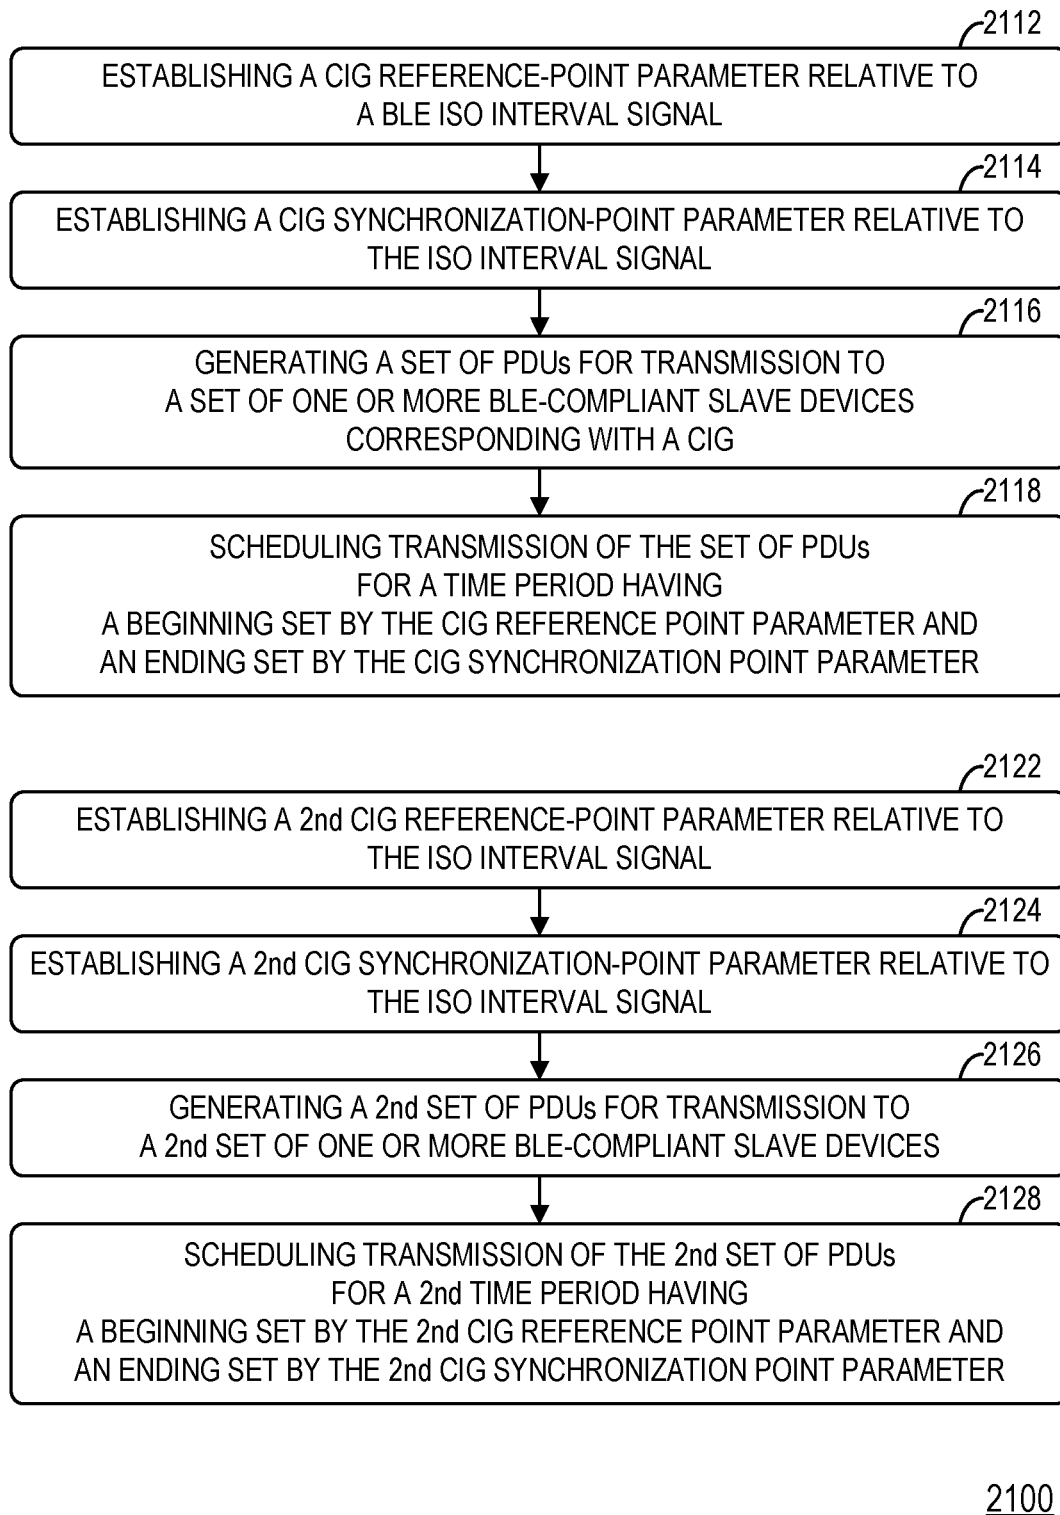 2112
ESTABLISHING A CIG REFERENCE-POINT PARAMETER RELATIVE TO
A BLE ISO INTERVAL SIGNAL
2114
ESTABLISHING A CIG SYNCHRONIZATION-POINT PARAMETER RELATIVE TO
THE ISO INTERVAL SIGNAL
2116
GENERATING A SET OF PDUs FOR TRANSMISSION TO
A SET OF ONE OR MORE BLE-COMPLIANT SLAVE DEVICES
CORRESPONDING WITH A CIG
2118
SCHEDULING TRANSMISSION OF THE SET OF PDUs
FOR A TIME PERIOD HAVING
A BEGINNING SET BY THE CIG REFERENCE POINT PARAMETER AND
AN ENDING SET BY THE CIG SYNCHRONIZATION POINT PARAMETER
2122
ESTABLISHING A 2nd CIG REFERENCE-POINT PARAMETER RELATIVE TO
THE ISO INTERVAL SIGNAL
2124
ESTABLISHING A 2nd CIG SYNCHRONIZATION-POINT PARAMETER RELATIVE TO
THE ISO INTERVAL SIGNAL
2126
GENERATING A 2nd SET OF PDUs FOR TRANSMISSION TO
A 2nd SET OF ONE OR MORE BLE-COMPLIANT SLAVE DEVICES
2128
SCHEDULING TRANSMISSION OF THE 2nd SET OF PDUs
FOR A 2nd TIME PERIOD HAVING
A BEGINNING SET BY THE 2nd CIG REFERENCE POINT PARAMETER AND
AN ENDING SET BY THE 2nd CIG SYNCHRONIZATION POINT PARAMETER
2100